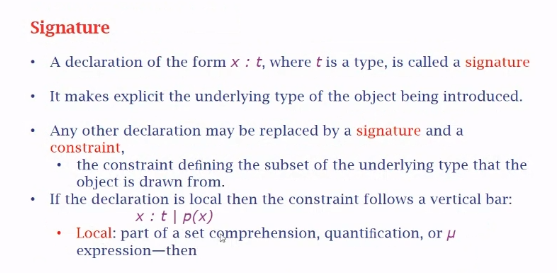 Signature
• A declaration of the form x : t, where t is a type, is called a signature
• It makes explicit the underlying type of the object being introduced.
• Any other declaration may be replaced by a signature and a
constraint,
• the constraint defining the subset of the underlying type that the
object is drawn from.
• If the declaration is local then the constraint follows a vertical bar:
x : t | p(x)
• Local: part of a set comprehension, quantification, or μ
expression—then